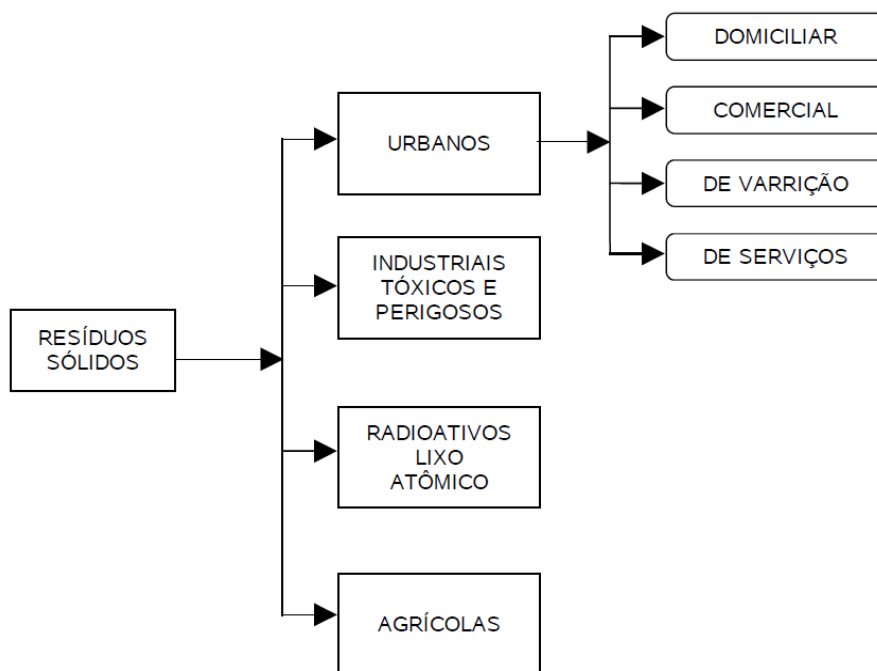 DOMICILIAR
COMERCIAL
DE VARRIÇÃO
DE SERVIÇOS
URBANOS
INDUSTRIAIS
TÓXICOS E
PERIGOSOS
RESÍDUOS
SÓLIDOS
RADIOATIVOS
LIXO
ATÔMICO
AGRÍCOLAS